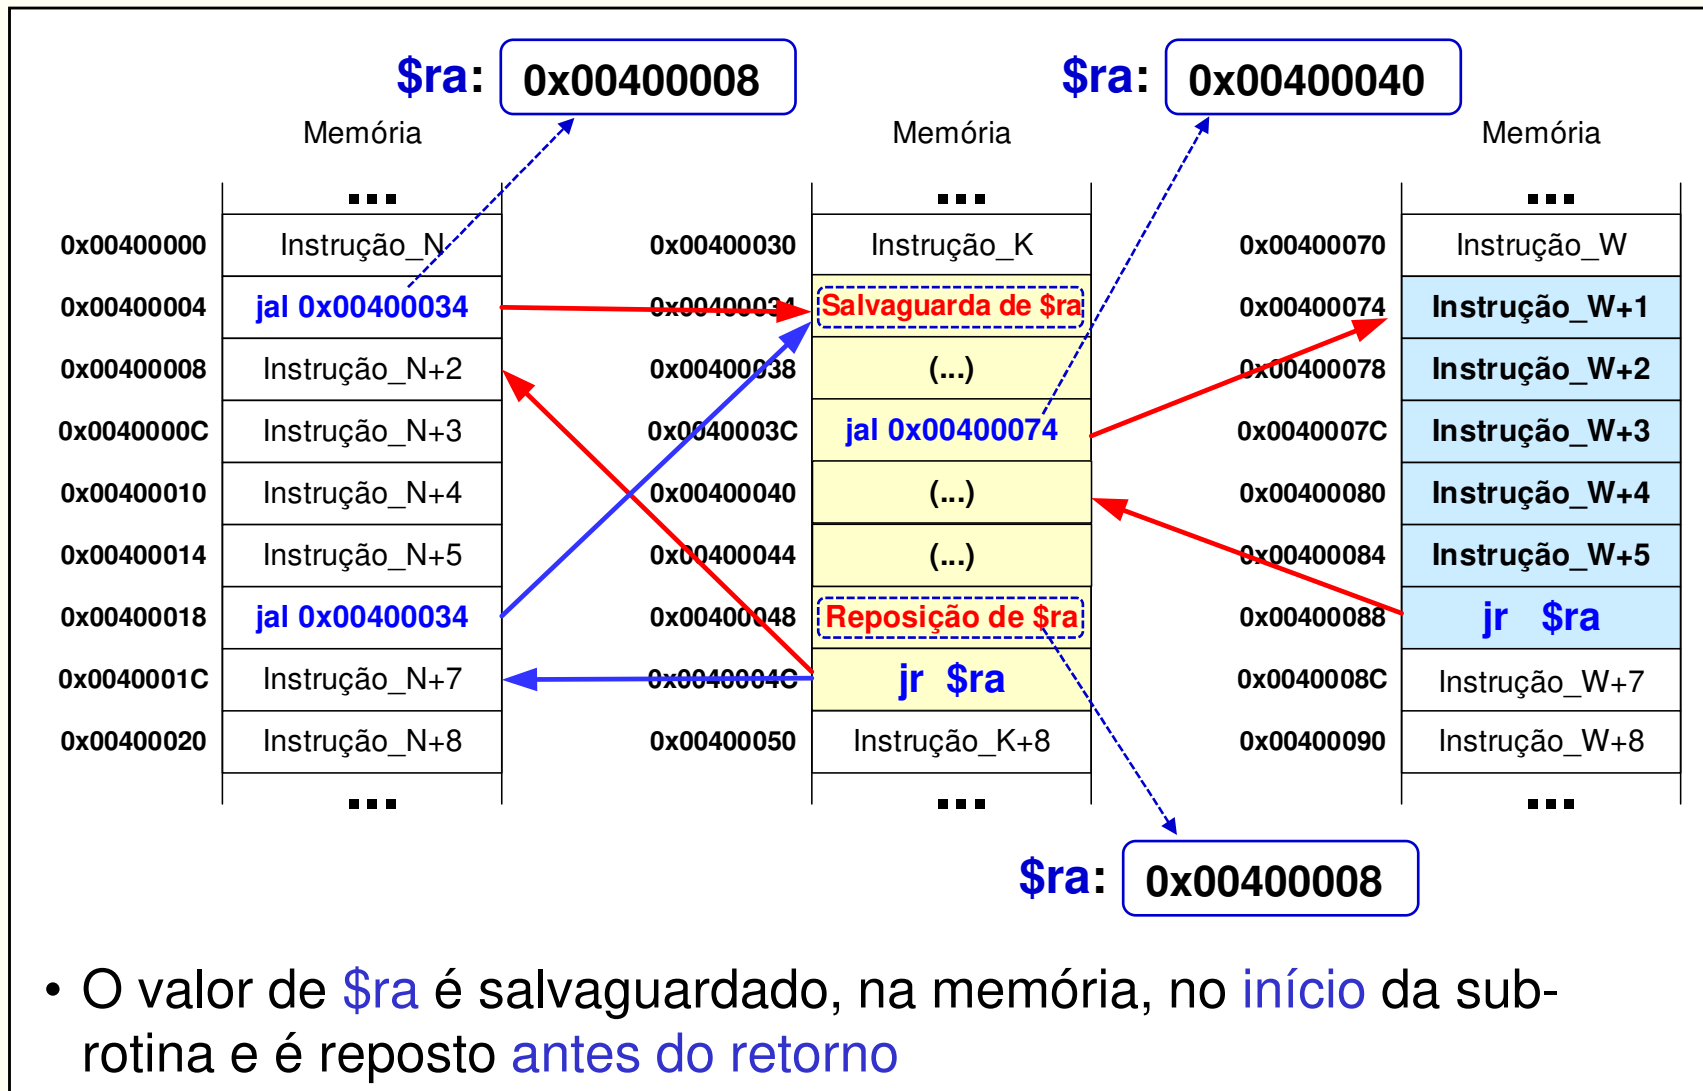 $ra: 0x00400008 $ra: 0x00400040
Memória Memória Memória
... ... ...
0x00400000 Instrução_N 0x00400030 Instrução_K 0x00400070 Instrução_W
0x00400004 jal 0x00400034 0x00400034 Salvaguarda de $ra 0x00400074 Instrução_W+1
0x00400008 Instrução_N+2 0x00400038 (...) 0x00400078 Instrução_W+2
0x0040000C Instrução_N+3 0x0040003C jal 0x00400074 0x0040007C Instrução_W+3
0x00400010 Instrução_N+4 0x00400040 (...) 0x00400080 Instrução_W+4
0x00400014 Instrução_N+5 0x00400044 (...) 0x00400084 Instrução_W+5
0x00400018 jal 0x00400034 0x00400048 Reposição de $ra 0x00400088 jr $ra
0x0040001C Instrução_N+7 0x0040004C jr $ra 0x0040008C Instrução_W+7
0x00400020 Instrução_N+8 0x00400050 Instrução_K+8 0x00400090 Instrução_W+8
... ... ...
$ra: 0x00400008
• O valor de $ra é salvaguardado, na memória, no início da sub-
rotina e é reposto antes do retorno